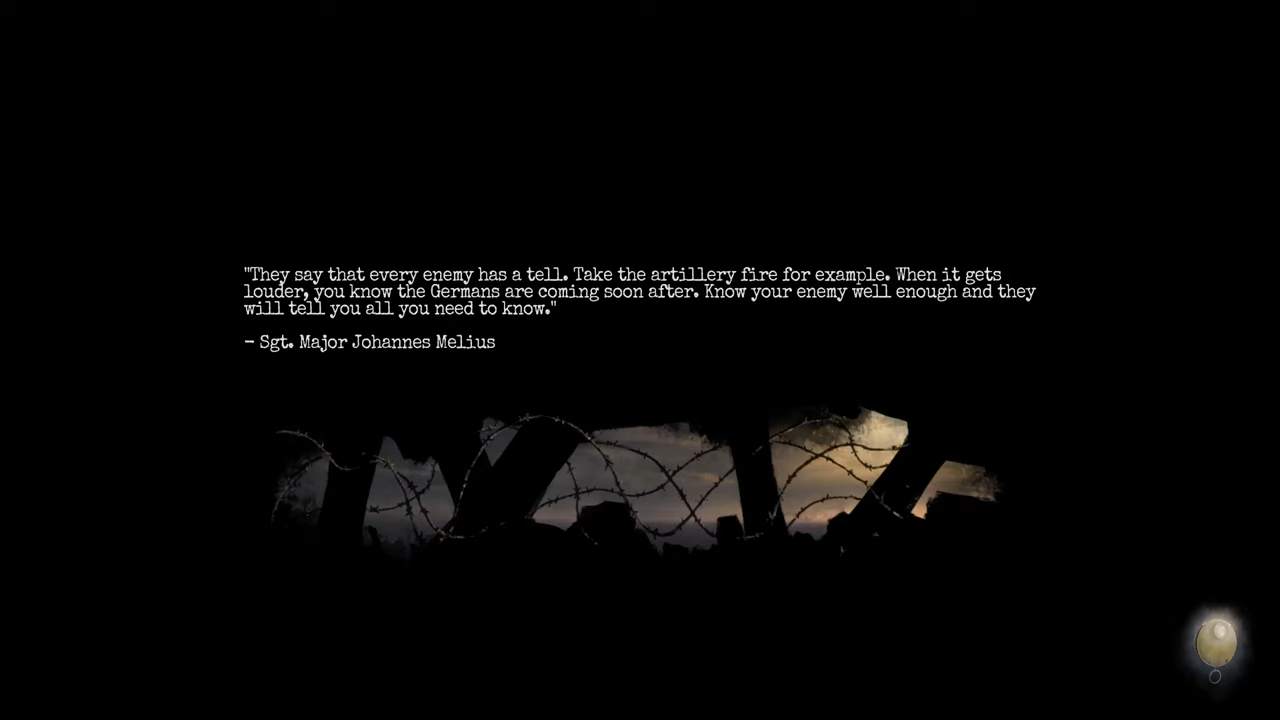 "They say that every enemy has a tell. Take the artillery fire for example. When it gets
louder, you know the Germans are coming soon after. Know your enemy well enough and they
will tell you all you need to know."
- Sgt. Major Johannes Melius